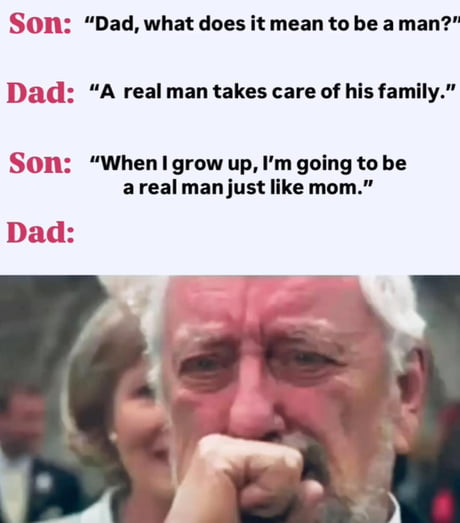 Son: “Dad, what does it mean to be a man?”
Dad: “A real man takes care of his family.”
Son: “When I grow up, I’m going to be
a real man just like mom.”
Dad: